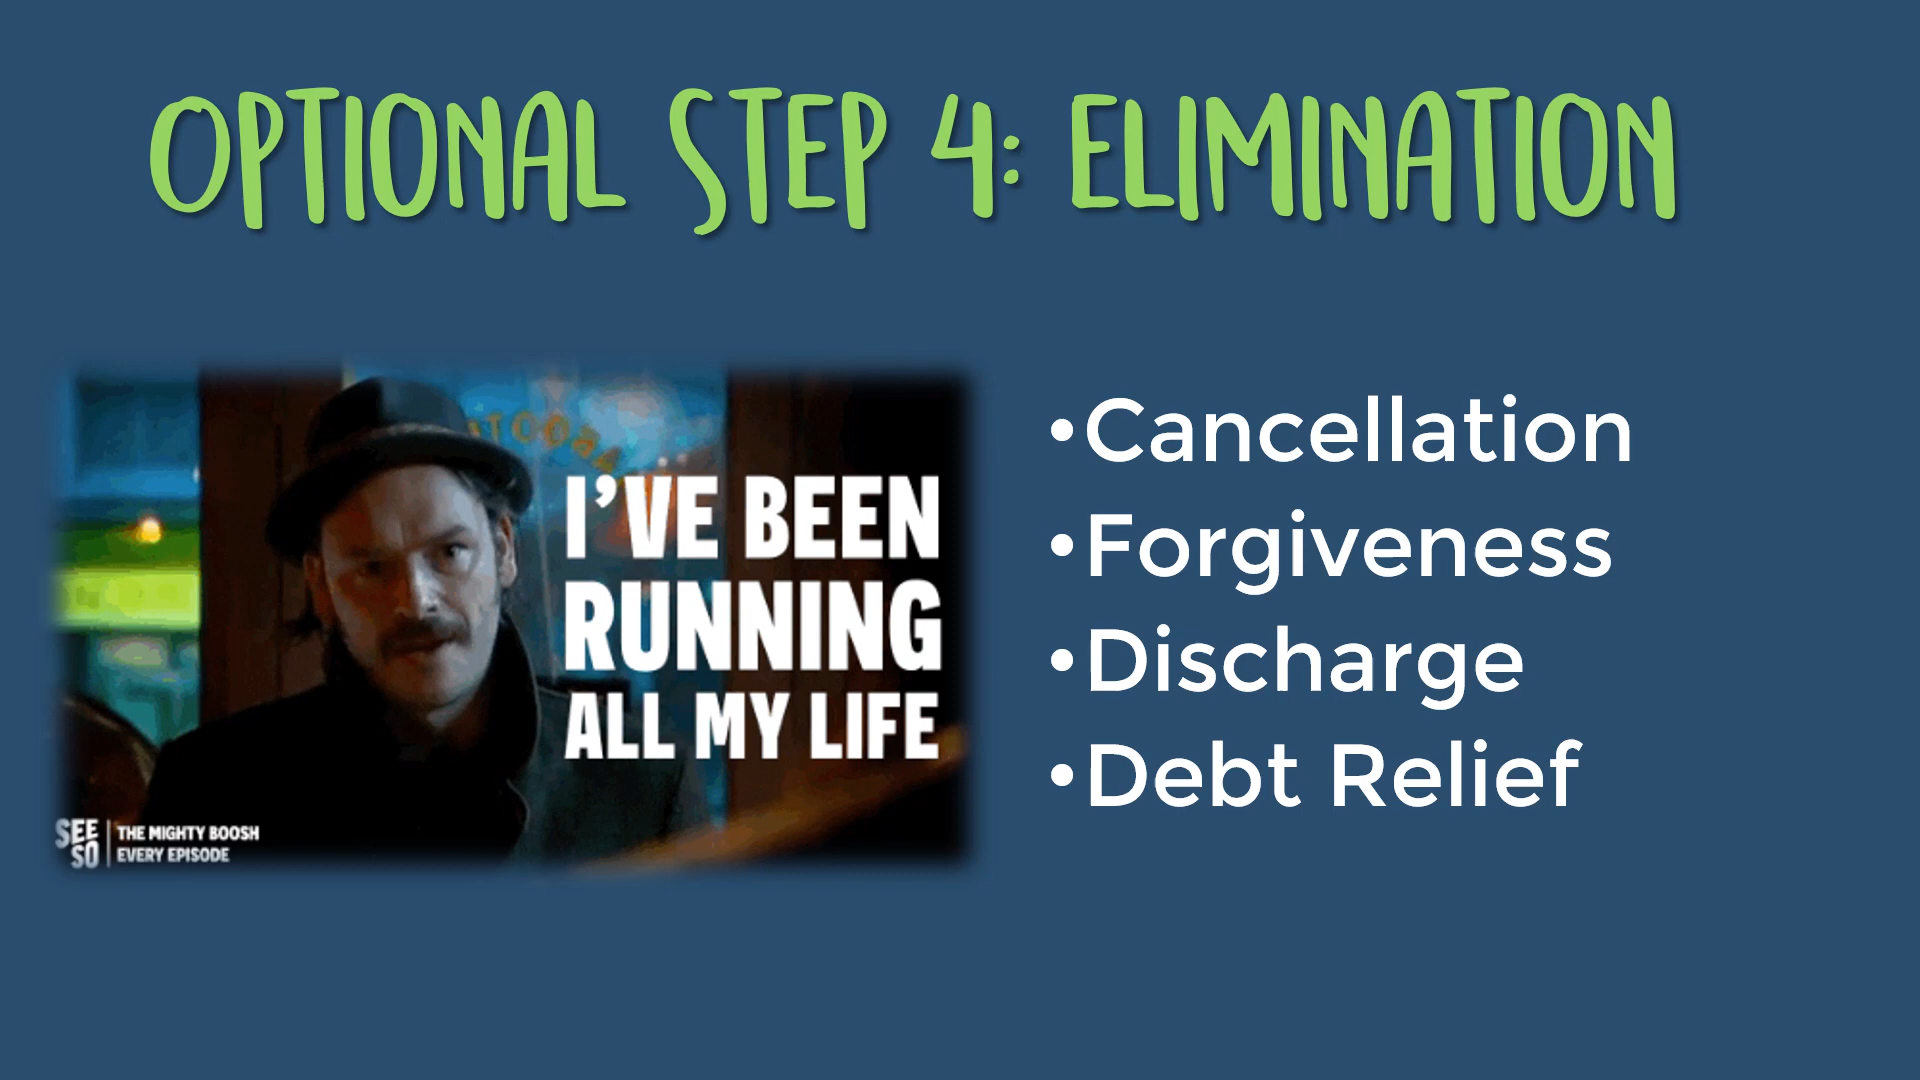 OPTIONAL STEP 4: ELIMINATION
I'VE BEEN
RUNNING
ALL MY LIFE
SEE
SO
THE MIGHTY BOOSH
EVERY EPISODE
•Cancellation
•Forgiveness
•Discharge
•Debt Relief